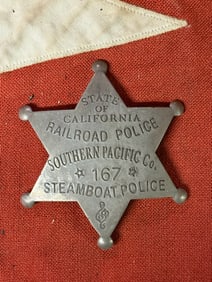 STATE
OF
CALIFORNIA
RAILROAD POLICE
SOUTHERN PACIFIC Co.
167
STEAMBOAT POLICE